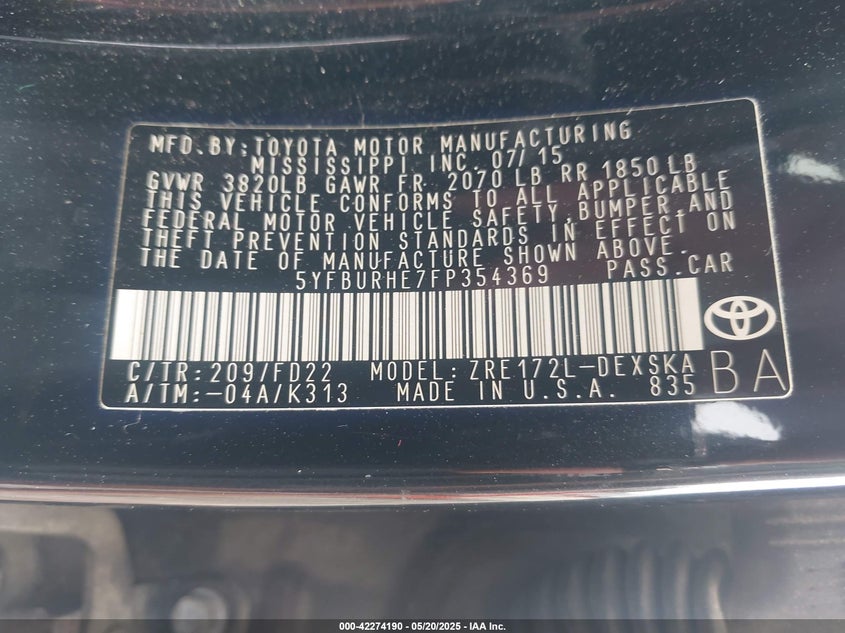 MFD.BY:TOYOTA MOTOR MANUFACTURING
MISSISSIPPI INC. 07/15
GVWR 3820LB GAWR FR 2070 LB RR 1850 LB
THIS VEHICLE CONFORMS TO ALL APPLICABLE
FEDERAL MOTOR VEHICLE SAFETY,BUMPER AND
THEFT PREVENTION STANDARDS IN EFFECT ON
THE DATE OF MANUFACTURE SHOWN ABOVE.
5YFBURHE7FP354369 PASS.CAR
C/TR:209/FD22 MODEL:ZRE172L-DEXSKA
A/TM:-04A/K313 MADE IN U.S.A. 835
BA
000-42274190 - 05/20/2025 - IAA Inc.